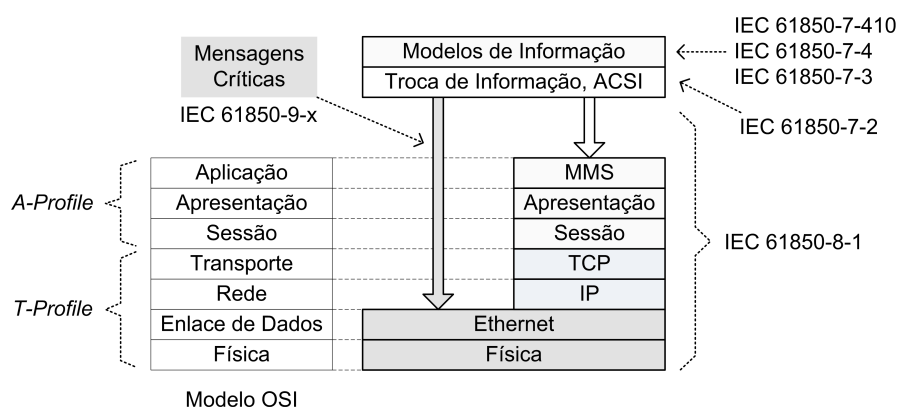 IEC 61850-7-410
Mensagens
Críticas
Modelos de Informação
IEC 61850-7-4
Troca de Informação, ACSI
IEC 61850-7-3
IEC 61850-9-x
IEC 61850-7-2
Aplicação
MMS
A-Profile
Apresentação
Apresentação
Sessão
Sessão
IEC 61850-8-1
Transporte
TCP
T-Profile
Rede
IP
Enlace de Dados
Ethernet
Física
Física
Modelo OSI